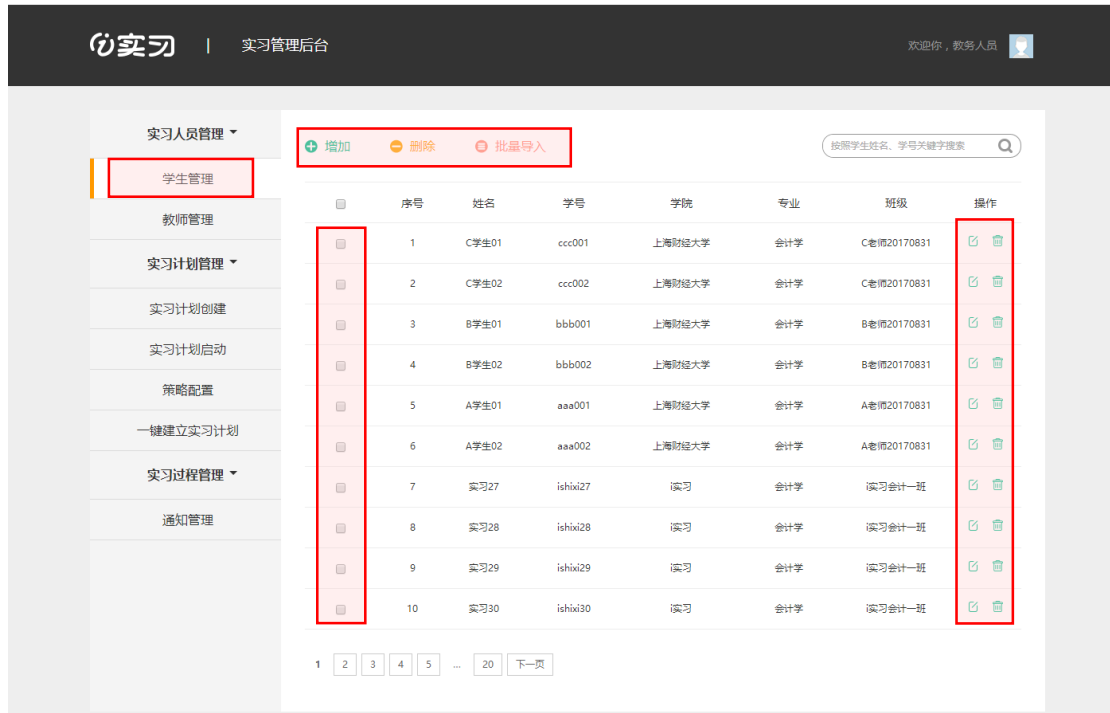 i实习 | 实习管理后台 欢迎你，教务人员
实习人员管理
学生管理
教师管理
实习计划管理
实习计划创建
实习计划启动
策略配置
一键建立实习计划
实习过程管理
通知管理
增加 删除 批量导入 按照学生姓名、学号关键字搜索
序号 姓名 学号 学院 专业 班级 操作
1 C学生01 ccc001 上海财经大学 会计学 C老师20170831
2 C学生02 ccc002 上海财经大学 会计学 C老师20170831
3 B学生01 bbb001 上海财经大学 会计学 B老师20170831
4 B学生02 bbb002 上海财经大学 会计学 B老师20170831
5 A学生01 aaa001 上海财经大学 会计学 A老师20170831
6 A学生02 aaa002 上海财经大学 会计学 A老师20170831
7 实习27 ishixi27 i实习 会计学 i实习会计一班
8 实习28 ishixi28 i实习 会计学 i实习会计一班
9 实习29 ishixi29 i实习 会计学 i实习会计一班
10 实习30 ishixi30 i实习 会计学 i实习会计一班
1 2 3 4 5 ... 20 下一页